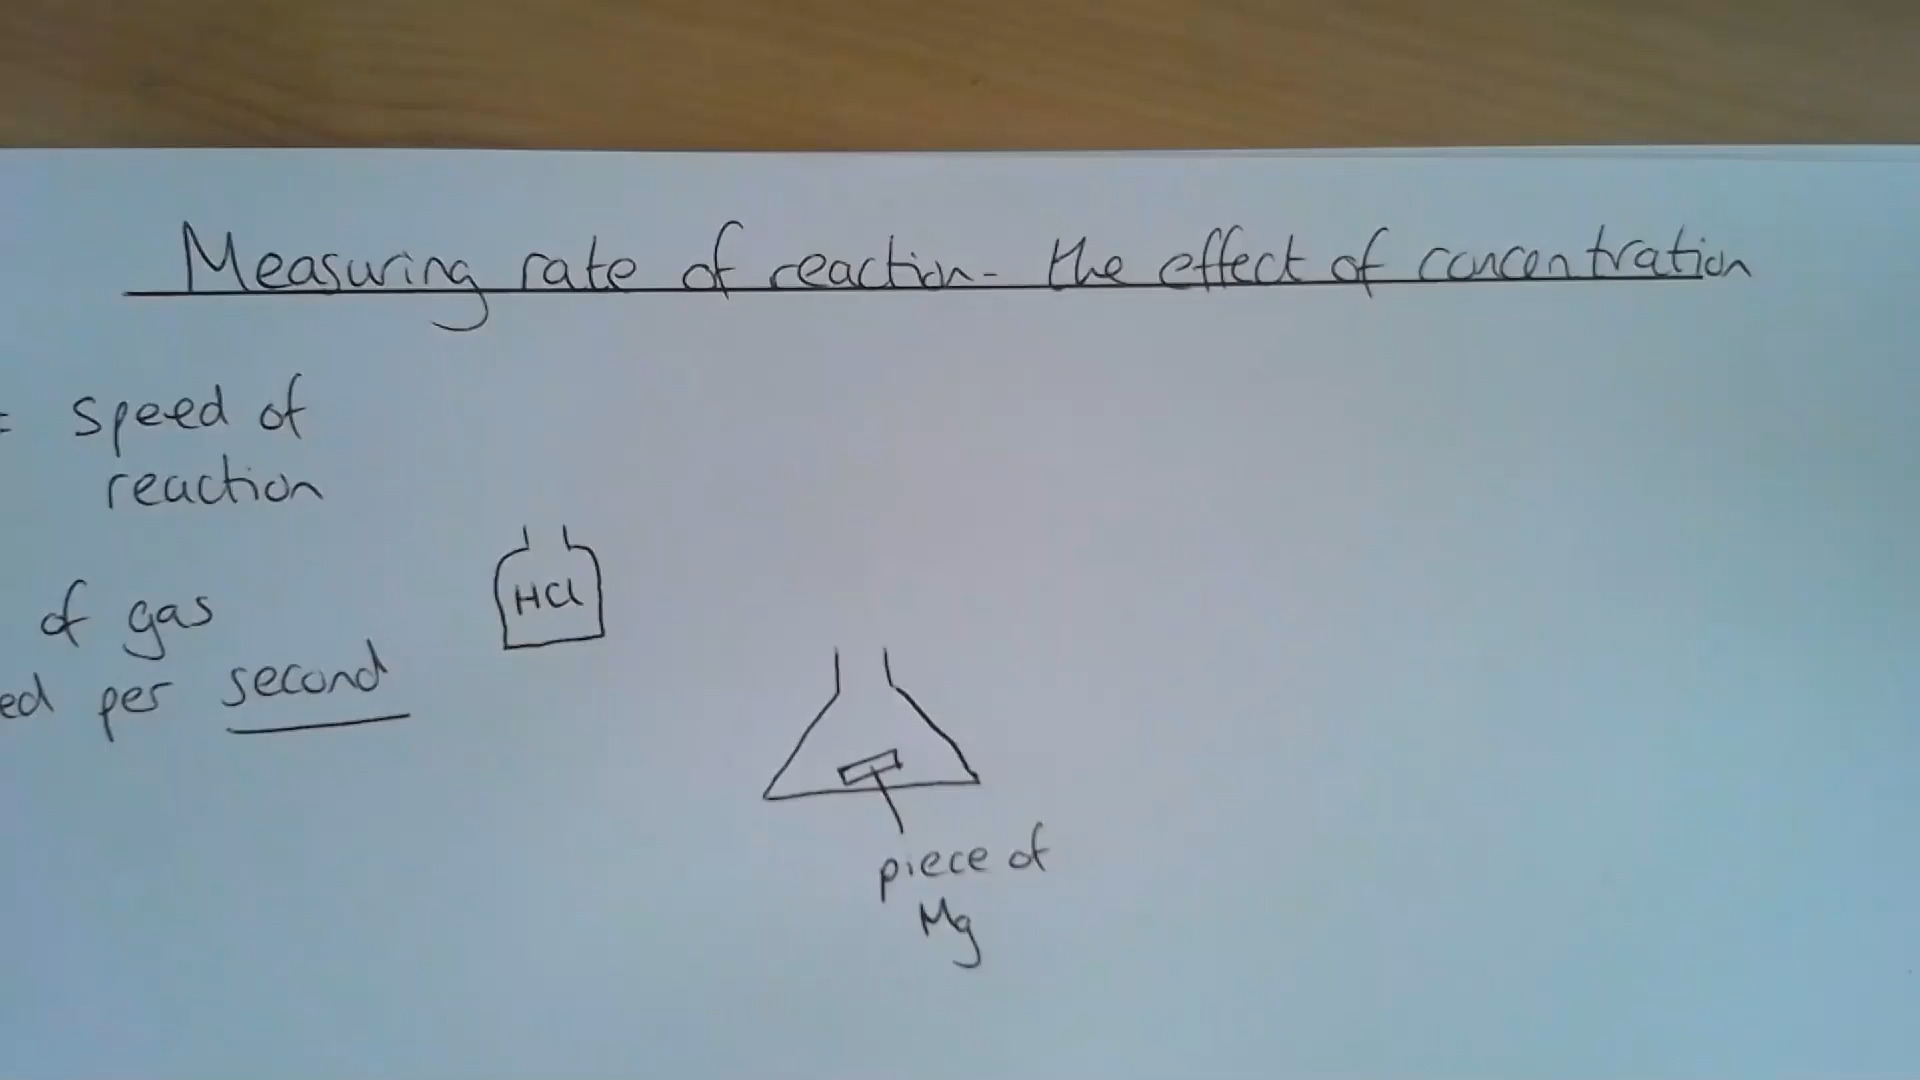 Measuring rate of reaction - the effect of concentration
= speed of
reaction
HCl
of gas
ed per second
piece of
Mg